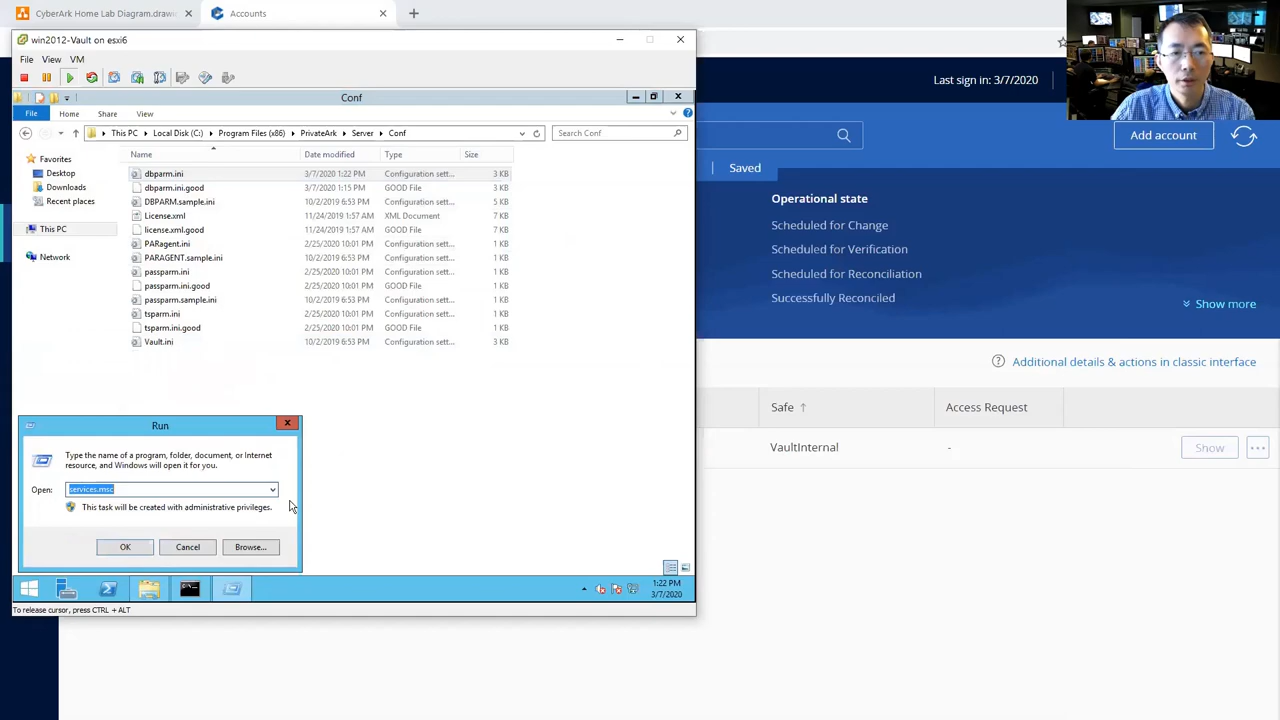 CyberArk Home Lab Diagram.drawi
Accounts
win2012-Vault on esxi6
File View VM
Conf
File Home Share View
This PC Local Disk (C:) Program Files (x86) PrivateArk Server Conf
Search Conf
Favorites
Desktop
Downloads
Recent places
This PC
Network
Name Date modified Type Size
dbparm.ini 3/7/2020 1:22 PM Configuration sett... 3 KB
dbparm.ini.good 3/7/2020 1:15 PM GOOD File 3 KB
DBPARM.sample.ini 10/2/2019 6:53 PM Configuration sett... 5 KB
License.xml 11/24/2019 1:57 AM XML Document 7 KB
license.xml.good 11/24/2019 1:57 AM GOOD File 7 KB
PARagent.ini 2/25/2020 10:01 PM Configuration sett... 1 KB
PARAGENT.sample.ini 10/2/2019 6:53 PM Configuration sett... 1 KB
passparm.ini 2/25/2020 10:01 PM Configuration sett... 1 KB
passparm.ini.good 2/25/2020 10:01 PM GOOD File 1 KB
passparm.sample.ini 10/2/2019 6:53 PM Configuration sett... 1 KB
tsparm.ini 2/25/2020 10:01 PM Configuration sett... 1 KB
tsparm.ini.good 2/25/2020 10:01 PM GOOD File 1 KB
Vault.ini 10/2/2019 6:53 PM Configuration sett... 3 KB
Run
Type the name of a program, folder, document, or Internet
resource, and Windows will open it for you.
Open: services.msc
This task will be created with administrative privileges.
OK Cancel Browse...
1:22 PM
3/7/2020
To release cursor, press CTRL + ALT
Last sign in: 3/7/2020
Add account
Saved
Operational state
Scheduled for Change
Scheduled for Verification
Scheduled for Reconciliation
Successfully Reconciled
Show more
Additional details & actions in classic interface
Safe Access Request
VaultInternal - Show